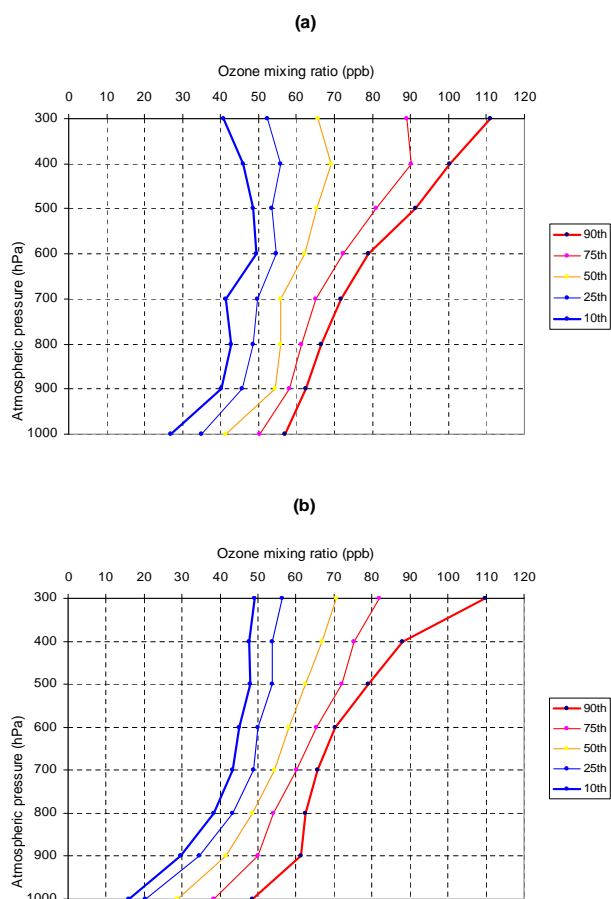 (a)
Ozone mixing ratio (ppb)
0 10 20 30 40 50 60 70 80 90 100 110 120
300
400
500
600
700
800
900
1000
Atmospheric pressure (hPa)
90th
75th
50th
25th
10th
(b)
Ozone mixing ratio (ppb)
0 10 20 30 40 50 60 70 80 90 100 110 120
300
400
500
600
700
800
900
1000
Atmospheric pressure (hPa)
90th
75th
50th
25th
10th